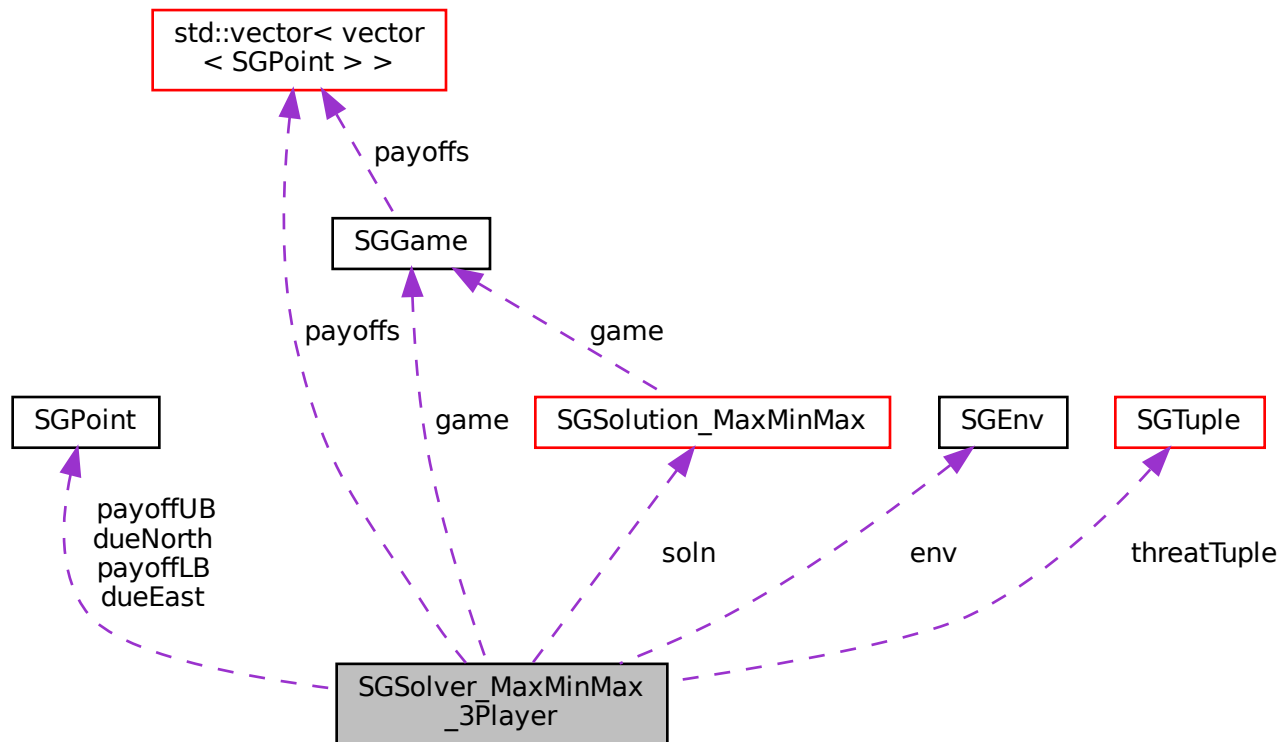 std::vector< vector
< SGPoint > >
payoffs
SGGame
payoffs
game
SGPoint
game
SGSolution_MaxMinMax
SGEnv
SGTuple
payoffUB
dueNorth
payoffLB
dueEast
soln
env
threatTuple
SGSolver_MaxMinMax
_3Player